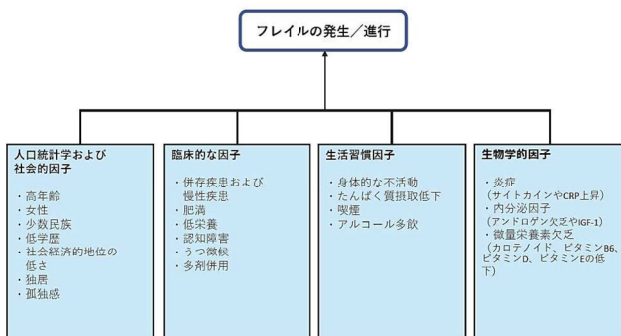 フレイルの発生／進行
人口統計学および
社会的因子
・高年齢
・女性
・少数民族
・低学歴
・社会経済的地位の
低さ
・独居
・孤独感
臨床的な因子
・併存疾患および
慢性疾患
・肥満
・低栄養
・認知障害
・うつ徴候
・多剤併用
生活習慣因子
・身体的な不活動
・たんぱく質摂取低下
・喫煙
・アルコール多飲
生物学的因子
・炎症
（サイトカインやCRP上昇）
・内分泌因子
（アンドロゲン欠乏やIGF-1）
・微量栄養素欠乏
（カロテノイド、ビタミンB6、
ビタミンD、ビタミンEの低
下）